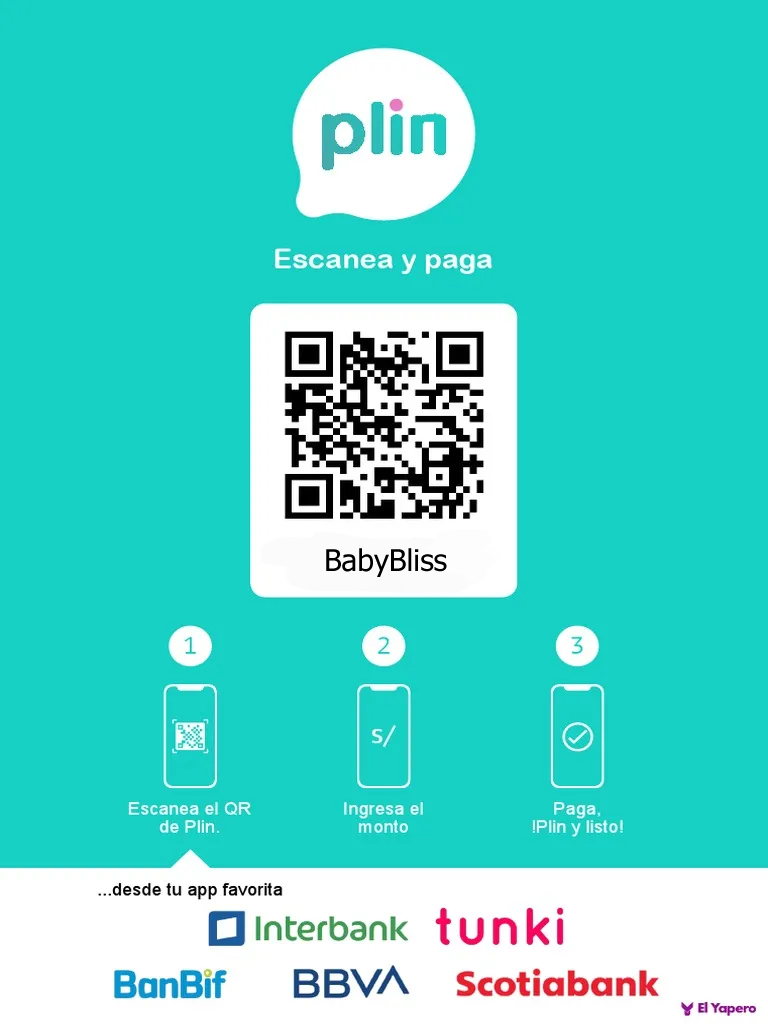 plin
Escanea y paga
BabyBliss
1
2
3
s/
Escanea el QR
de Plin.
Ingresa el
monto
Paga,
!Plin y listo!
...desde tu app favorita
Interbank
tunki
BanBif
BBVA
Scotiabank
El Yapero